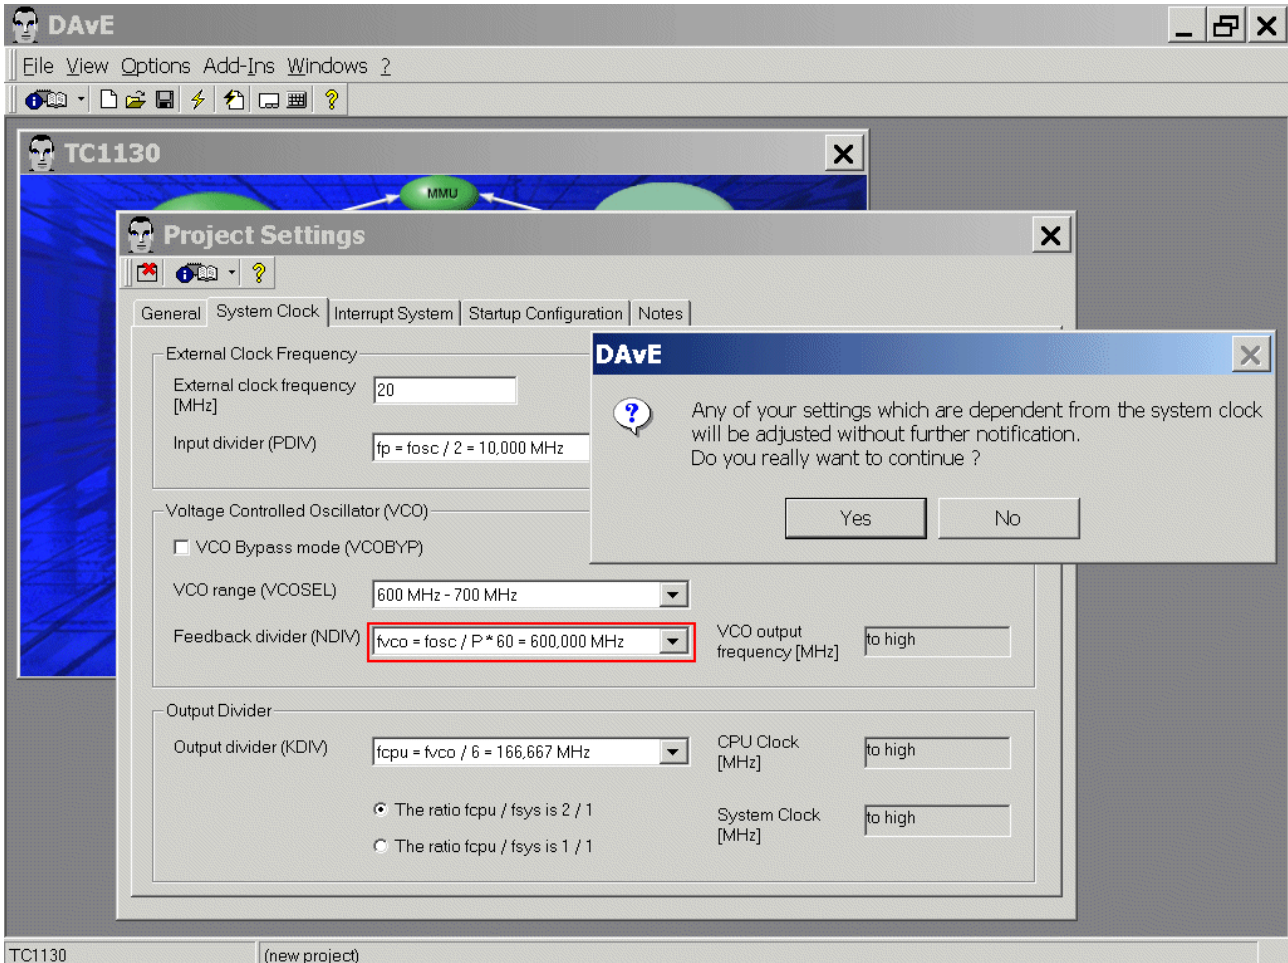 DAvE
File View Options Add-Ins Windows ?
TC1130
MMU
Project Settings
General System Clock Interrupt System Startup Configuration Notes
External Clock Frequency
External clock frequency
[MHz]
20
Input divider (PDIV)
fp = fosc / 2 = 10,000 MHz
DAvE
Any of your settings which are dependent from the system clock
will be adjusted without further notification.
Do you really want to continue ?
Yes No
Voltage Controlled Oscillator (VCO)
VCO Bypass mode (VCOBYP)
VCO range (VCOSEL)
600 MHz - 700 MHz
Feedback divider (NDIV)
fvco = fosc / P * 60 = 600,000 MHz
VCO output
frequency [MHz]
to high
Output Divider
Output divider (KDIV)
fcpu = fvco / 6 = 166,667 MHz
CPU Clock
[MHz]
to high
The ratio fcpu / fsys is 2 / 1
The ratio fcpu / fsys is 1 / 1
System Clock
[MHz]
to high
TC1130
(new project)